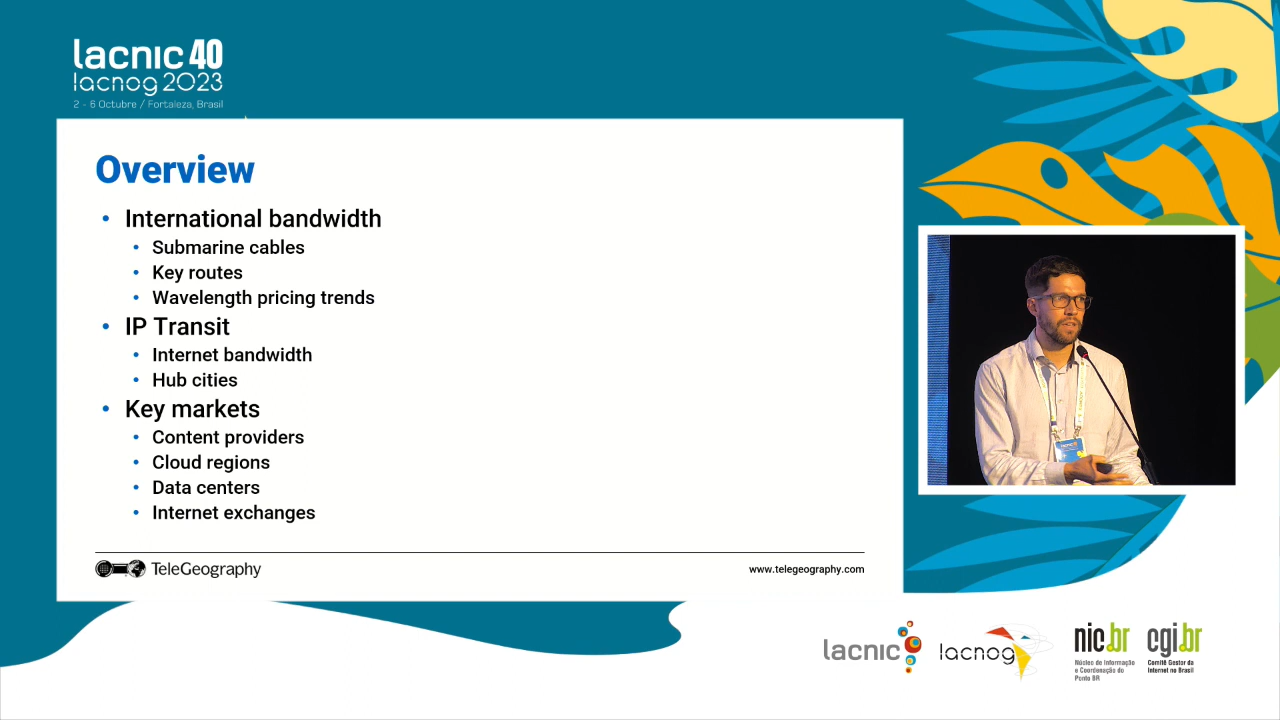 lacnic 40
lacnog 2023
2 - 6 Octubre / Fortaleza, Brasil
Overview
• International bandwidth
• Submarine cables
• Key routes
• Wavelength pricing trends
• IP Transit
• Internet bandwidth
• Hub cities
• Key markets
• Content providers
• Cloud regions
• Data centers
• Internet exchanges
TeleGeography
www.telegeography.com
lacnic
lacnog
nic.br
Núcleo de Informação
e Coordenação do
Ponto BR
cgi.br
Comitê Gestor da
Internet no Brasil